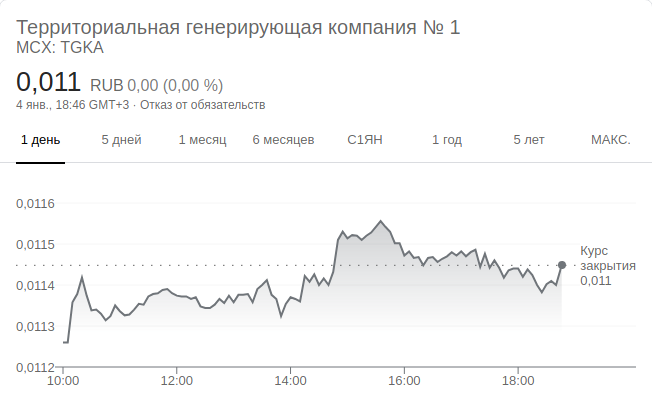 Территориальная генерирующая компания № 1
MCX: TGKA
0,011 RUB 0,00 (0,00 %)
4 янв., 18:46 GMT+3 · Отказ от обязательств
1 день 5 дней 1 месяц 6 месяцев С1ЯН 1 год 5 лет МАКС.
0,0116
0,0115
0,0114
0,0113
0,0112
Курс
закрытия
0,011
10:00 12:00 14:00 16:00 18:00